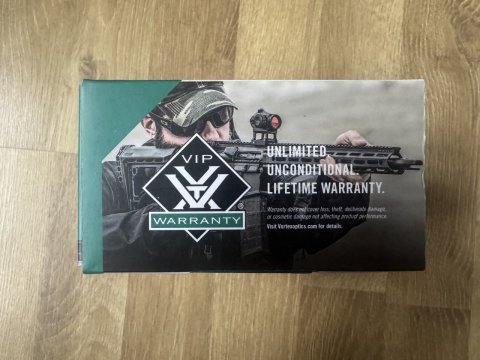 VIP
WARRANTY
®
UNLIMITED
UNCONDITIONAL
LIFETIME WARRANTY.
Warranty does not cover loss, theft, deliberate damage,
or cosmetic damage not affecting product performance.
Visit Vortexoptics.com for details.